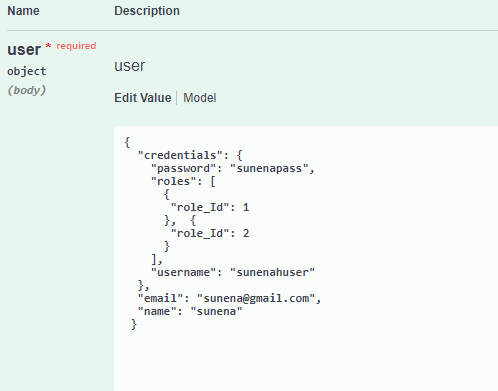 Name Description
user * required
object
(body)
user
Edit Value Model
{
"credentials": {
"password": "sunenapass",
"roles": [
{
"role_Id": 1
}, {
"role_Id": 2
}
],
"username": "sunenahuser"
},
"email": "sunena@gmail.com",
"name": "sunena"
}